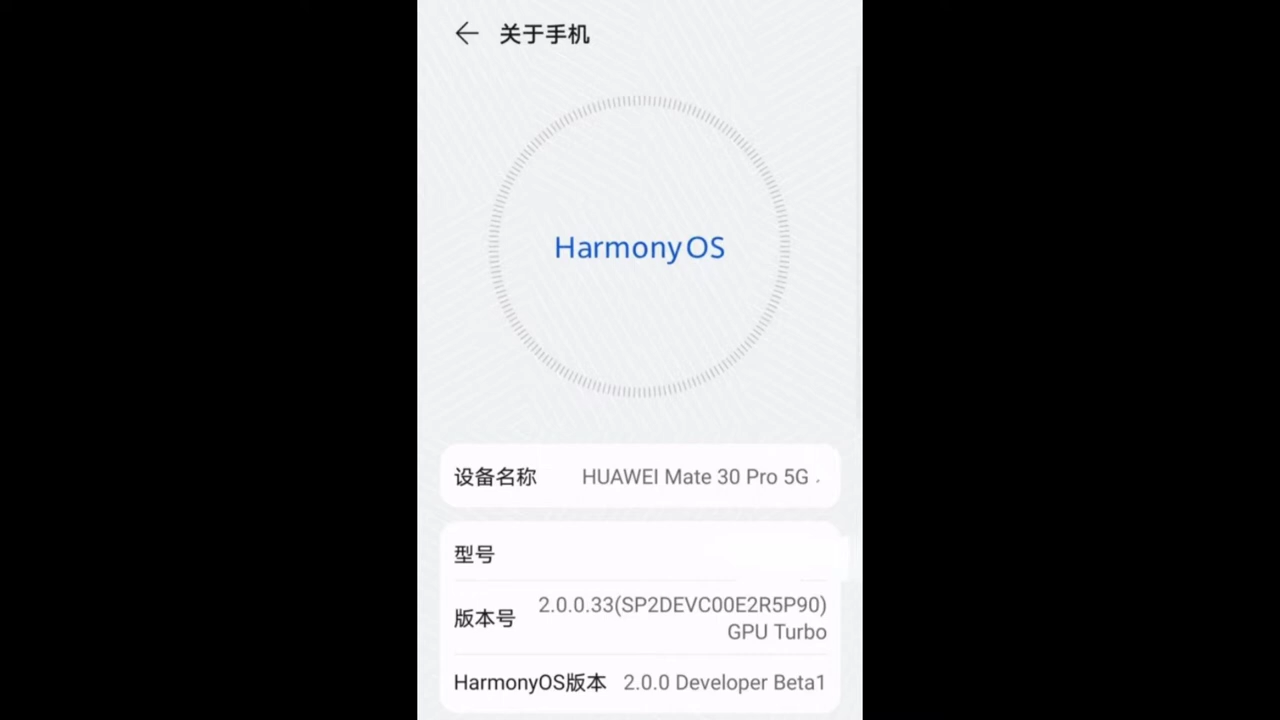 关于手机
HarmonyOS
设备名称 HUAWEI Mate 30 Pro 5G
型号
版本号 2.0.0.33(SP2DEVC00E2R5P90)
GPU Turbo
HarmonyOS版本 2.0.0 Developer Beta1